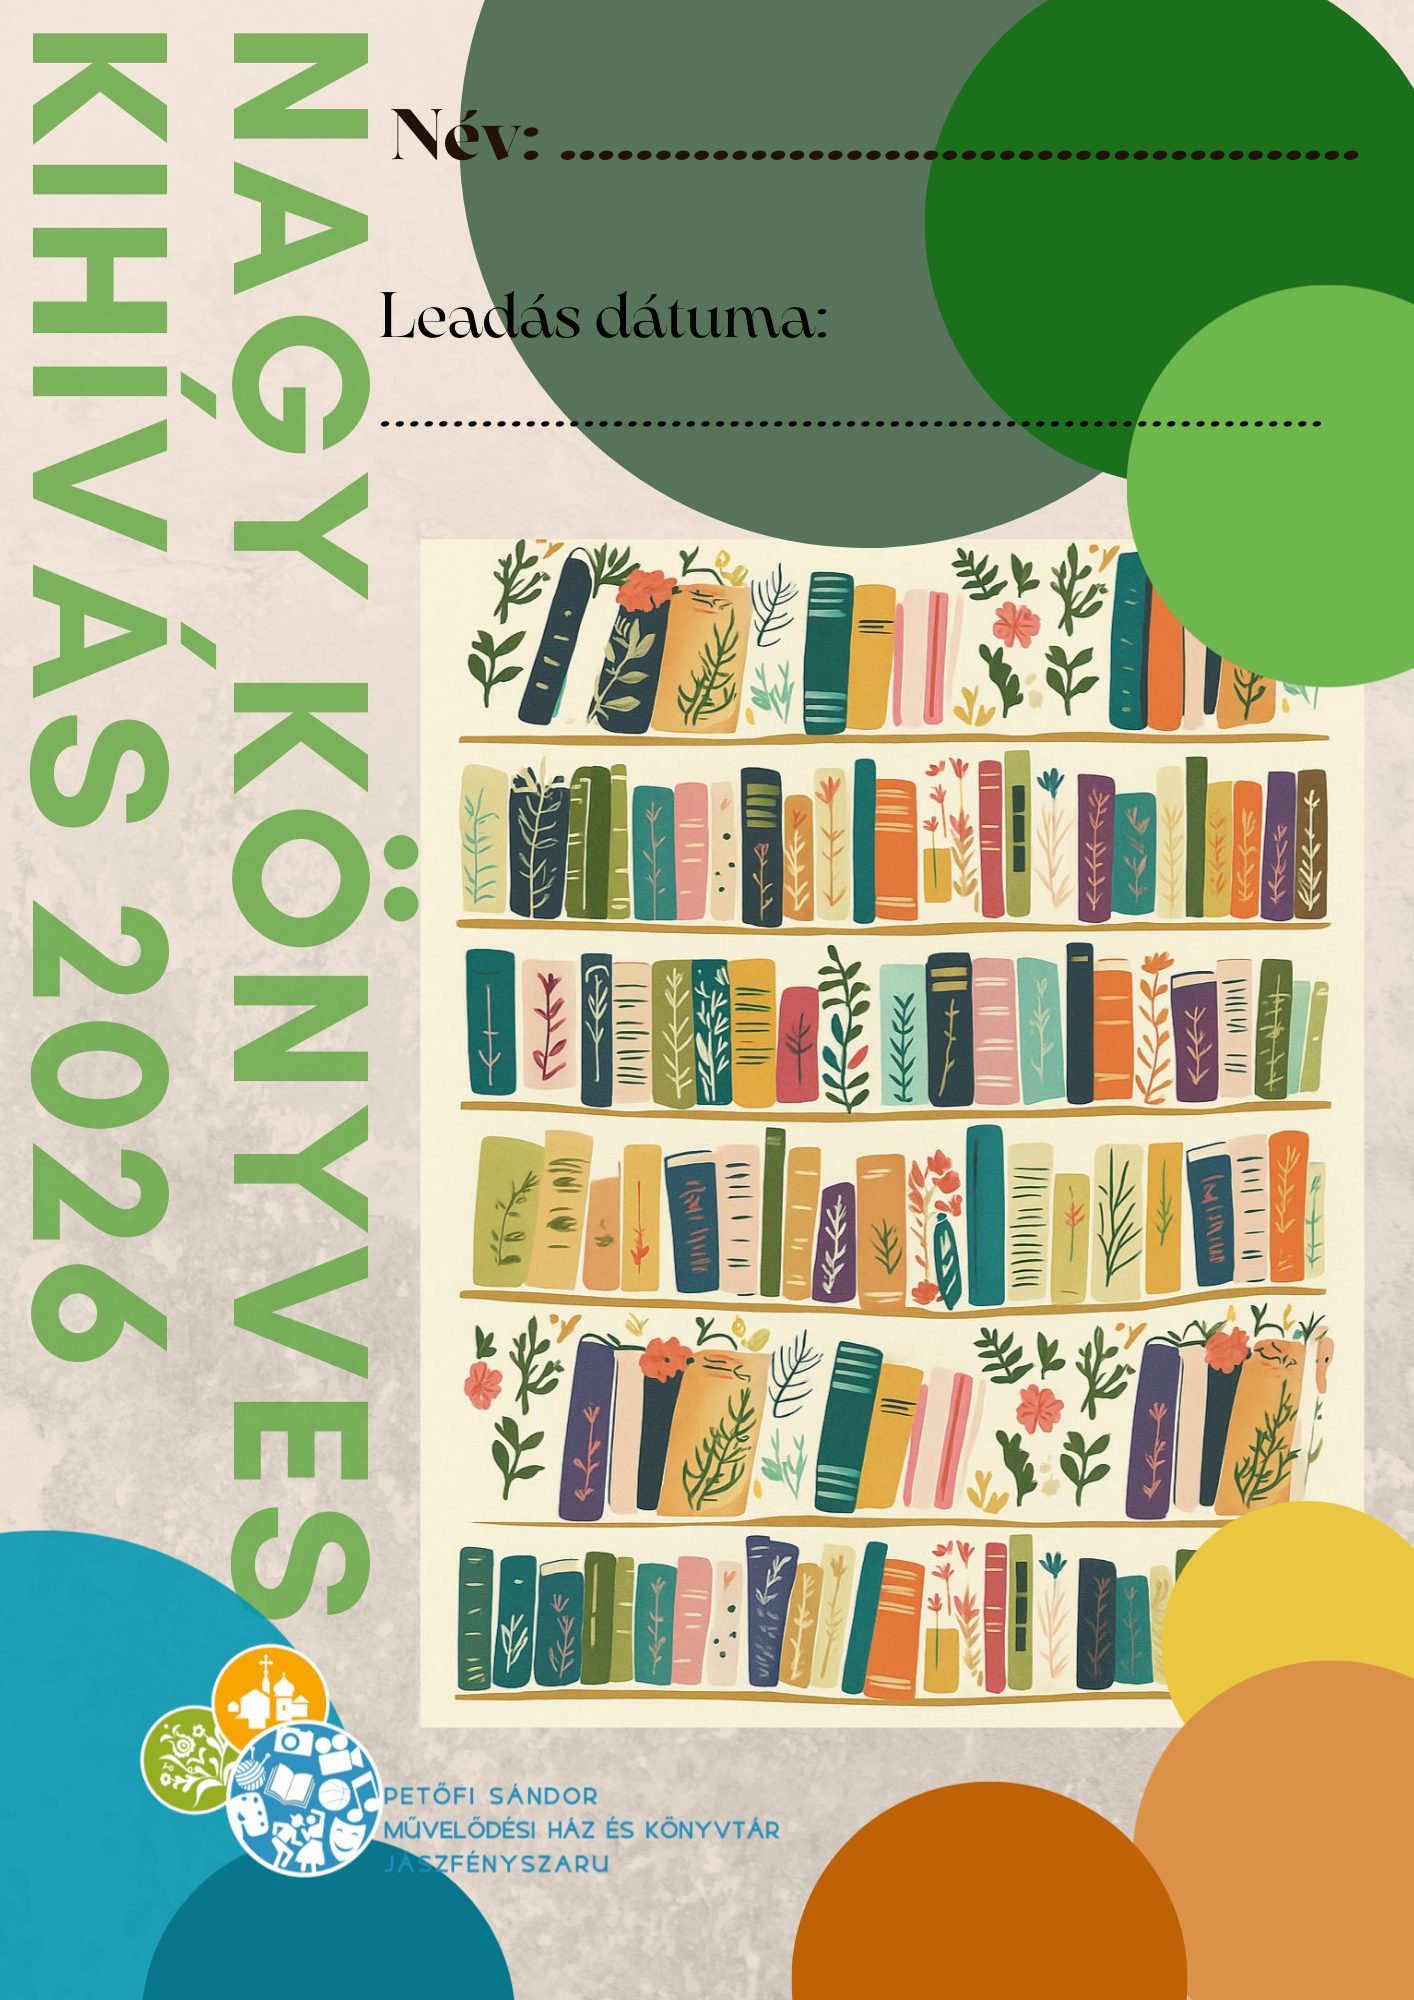 NAGY KÖNYVES
KIHÍVÁS 2026
Név: ........................................
Leadás dátuma:
................................................................
PETŐFI SÁNDOR
MŰVELŐDÉSI HÁZ ÉS KÖNYVTÁR
JÁSZFÉNYSZARU